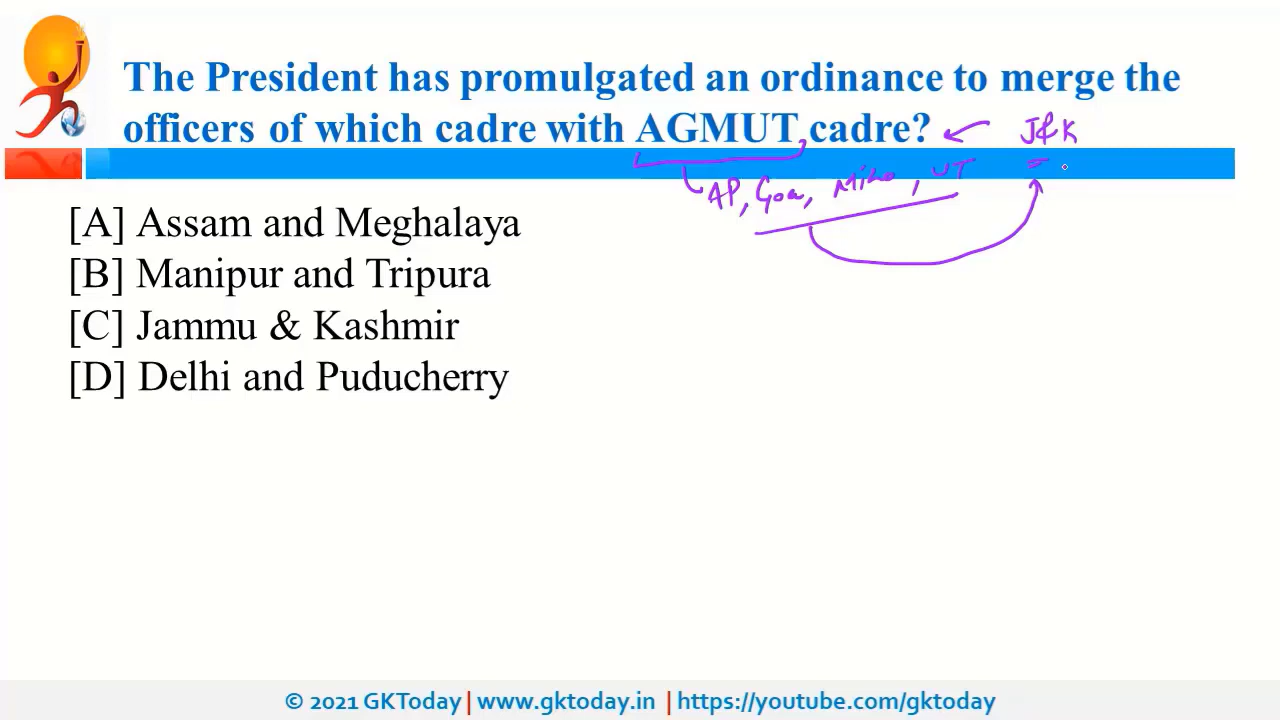 The President has promulgated an ordinance to merge the
officers of which cadre with AGMUT cadre?
J&K
AP, Goa, Mizo, UT
[A] Assam and Meghalaya
[B] Manipur and Tripura
[C] Jammu & Kashmir
[D] Delhi and Puducherry
© 2021 GKToday | www.gktoday.in | https://youtube.com/gktoday